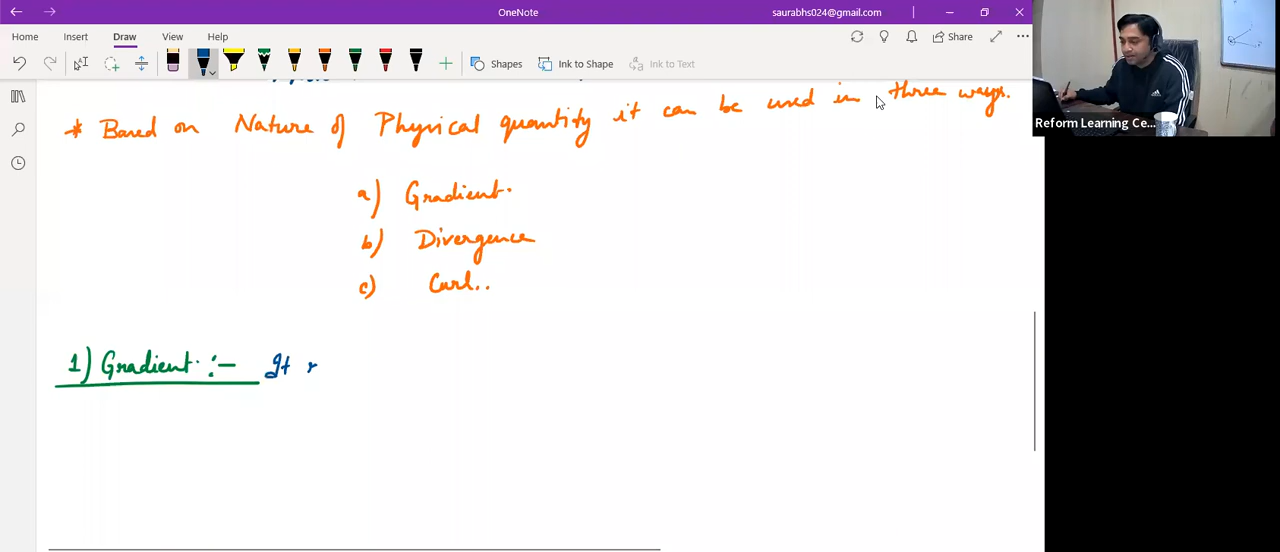 OneNote
saurabhs024@gmail.com
Home Insert Draw View Help
Share
Shapes Ink to Shape Ink to Text
* Based on Nature of Physical quantity it can be used in three ways.
a) Gradient.
b) Divergence
c) Curl..
1) Gradient :- It r
Reform Learning Ce...